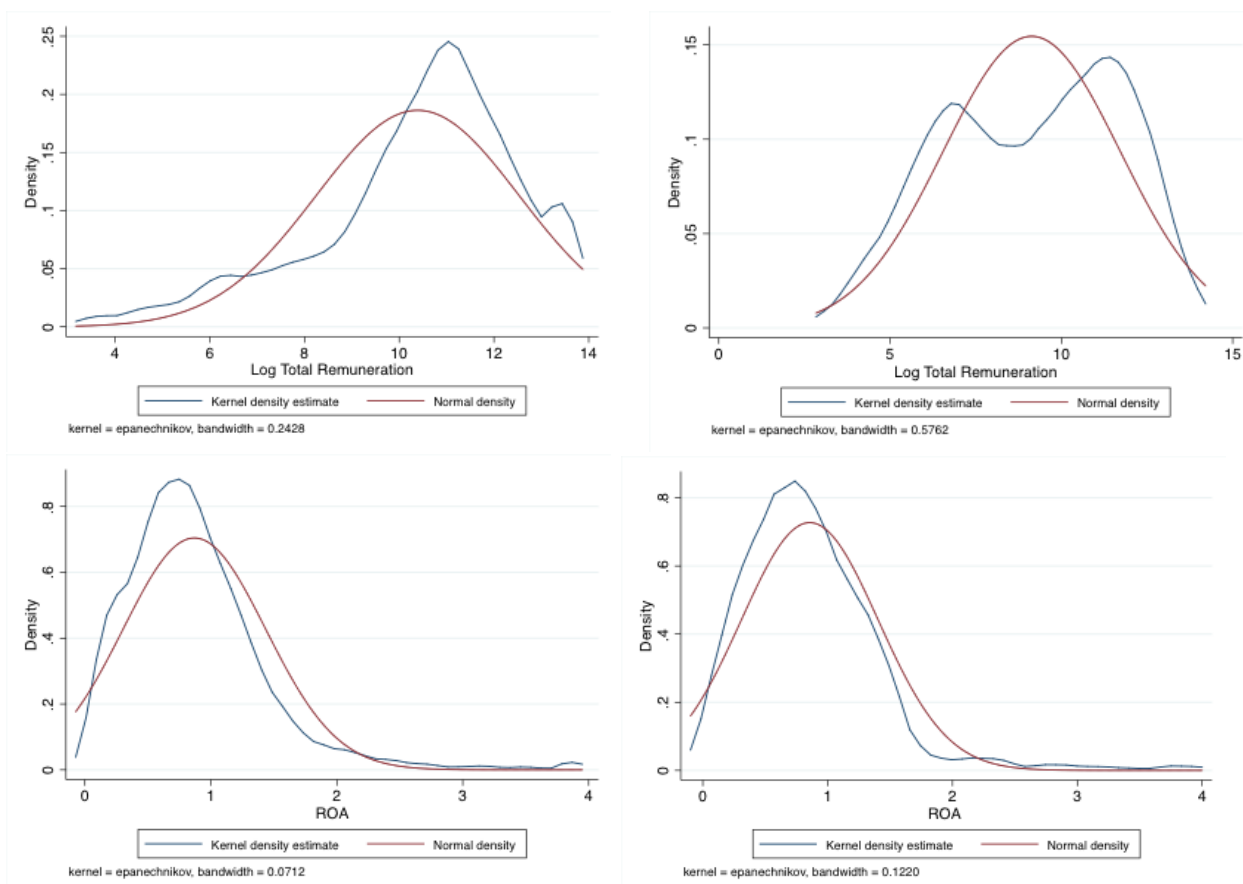 .25
.2
.15
.1
.05
0
Density
4 6 8 10 12 14
Log Total Remuneration
Kernel density estimate Normal density
kernel = epanechnikov, bandwidth = 0.2428
.15
.1
.05
0
Density
0 5 10 15
Log Total Remuneration
Kernel density estimate Normal density
kernel = epanechnikov, bandwidth = 0.5762
.8
.6
.4
.2
0
Density
0 1 2 3 4
ROA
Kernel density estimate Normal density
kernel = epanechnikov, bandwidth = 0.0712
.8
.6
.4
.2
0
Density
0 1 2 3 4
ROA
Kernel density estimate Normal density
kernel = epanechnikov, bandwidth = 0.1220